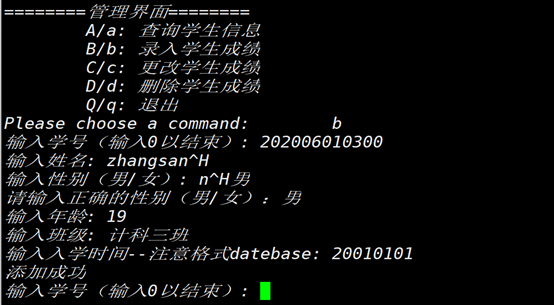 ========管理界面========
A/a: 查询学生信息
B/b: 录入学生成绩
C/c: 更改学生成绩
D/d: 删除学生成绩
Q/q: 退出
Please choose a command: b
输入学号（输入0以结束）: 202006010300
输入姓名: zhangsan^H
输入性别（男/女）: n^H男
请输入正确的性别（男/女）: 男
输入年龄: 19
输入班级: 计科三班
输入入学时间--注意格式datebase: 20010101
添加成功
输入学号（输入0以结束）: